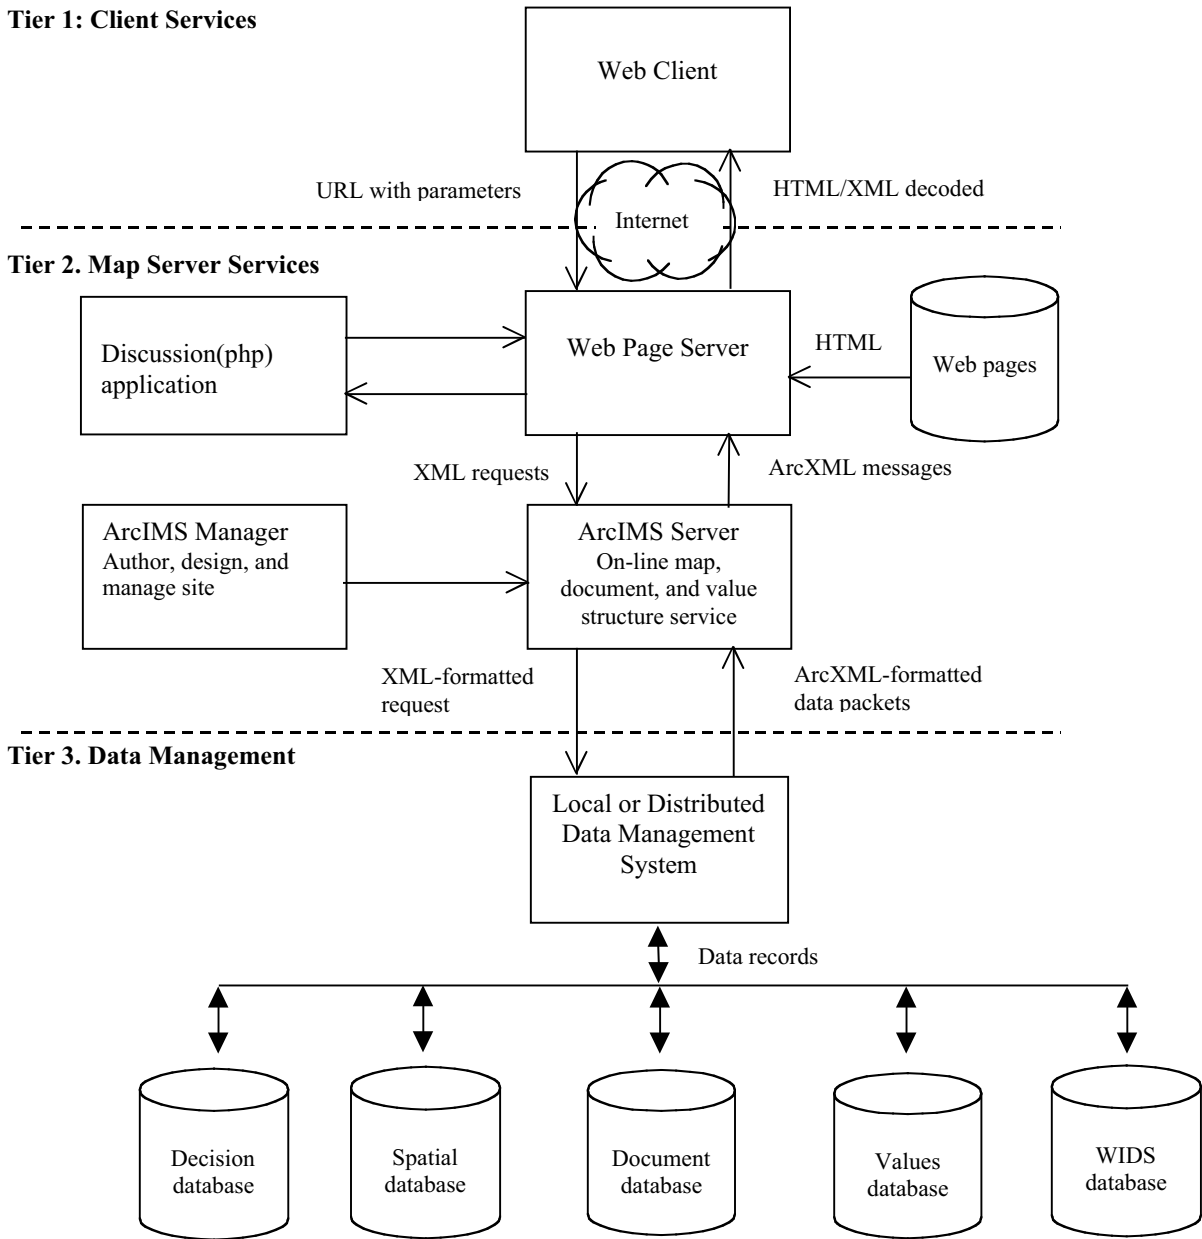 Tier 1: Client Services
Web Client
URL with parameters
HTML/XML decoded
Internet
Tier 2. Map Server Services
Discussion(php)
application
Web Page Server
HTML
Web pages
XML requests
ArcXML messages
ArcIMS Manager
Author, design, and
manage site
ArcIMS Server
On-line map,
document, and value
structure service
XML-formatted
request
ArcXML-formatted
data packets
Tier 3. Data Management
Local or Distributed
Data Management
System
Data records
Decision
database
Spatial
database
Document
database
Values
database
WIDS
database